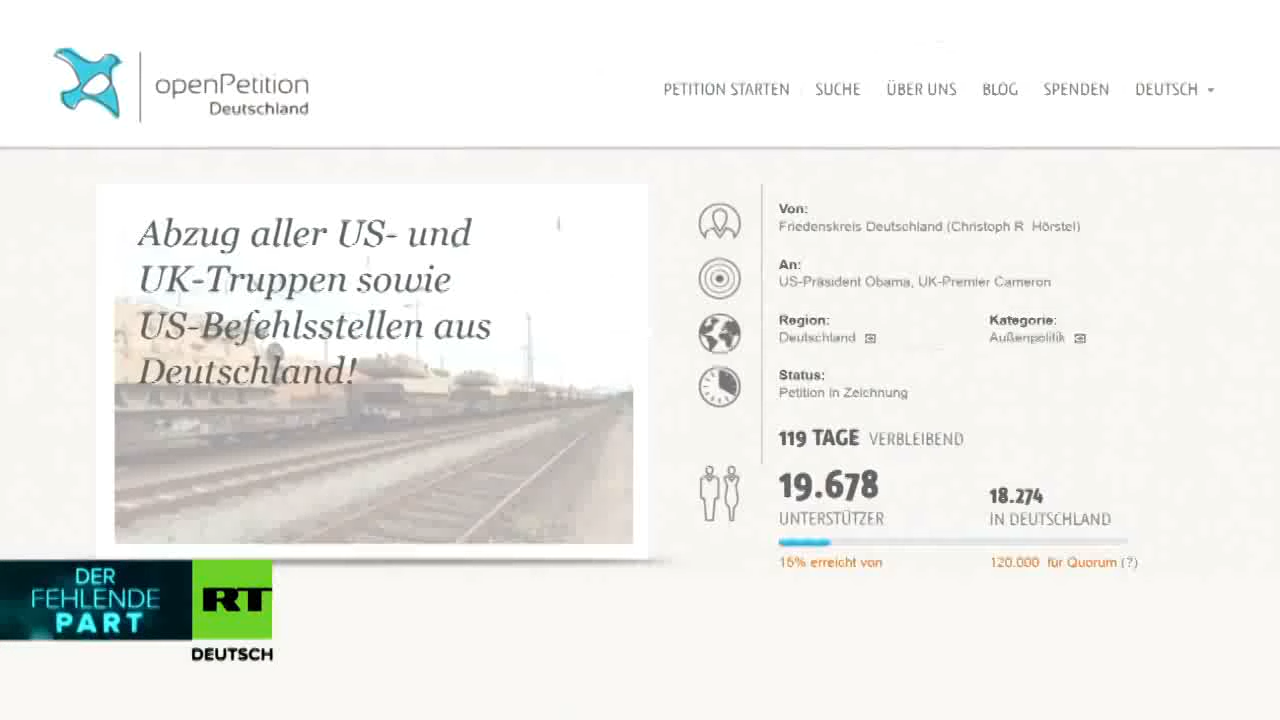 openPetition
Deutschland
PETITION STARTEN SUCHE ÜBER UNS BLOG SPENDEN DEUTSCH
Abzug aller US- und
UK-Truppen sowie
US-Befehlsstellen aus
Deutschland!
Von:
Friedenskreis Deutschland (Christoph R Hörstel)
An:
US-Präsident Obama, UK-Premier Cameron
Region: Kategorie:
Deutschland Außenpolitik
Status:
Petition in Zeichnung
119 TAGE VERBLEIBEND
19.678 18.274
UNTERSTÜTZER IN DEUTSCHLAND
15% erreicht von 120.000 für Quorum (?)
DER
FEHLENDE
PART
RT
DEUTSCH